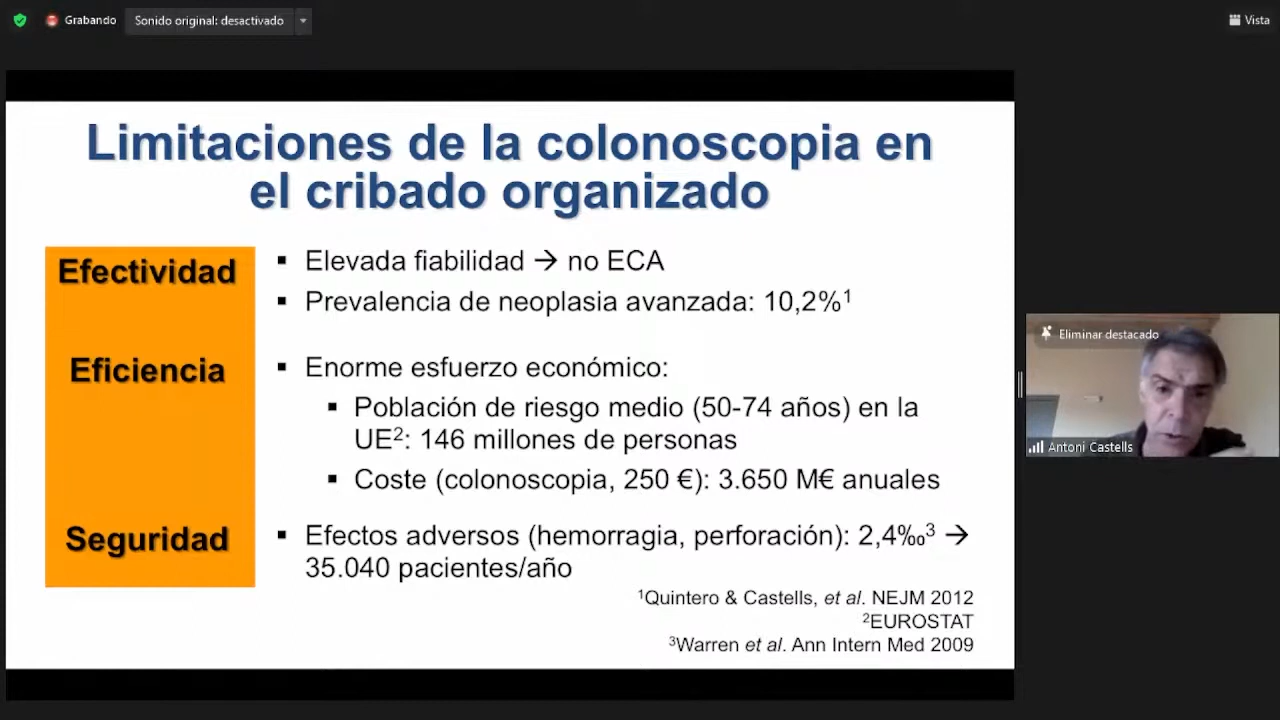 Grabando
Sonido original: desactivado
Vista
Limitaciones de la colonoscopia en
el cribado organizado
Efectividad
▪ Elevada fiabilidad → no ECA
▪ Prevalencia de neoplasia avanzada: 10,2%¹
Eficiencia
▪ Enorme esfuerzo económico:
▪ Población de riesgo medio (50-74 años) en la
UE²: 146 millones de personas
▪ Coste (colonoscopia, 250 €): 3.650 M€ anuales
Seguridad
▪ Efectos adversos (hemorragia, perforación): 2,4‰³ →
35.040 pacientes/año
¹Quintero & Castells, et al. NEJM 2012
²EUROSTAT
³Warren et al. Ann Intern Med 2009
Eliminar destacado
Antoni Castells